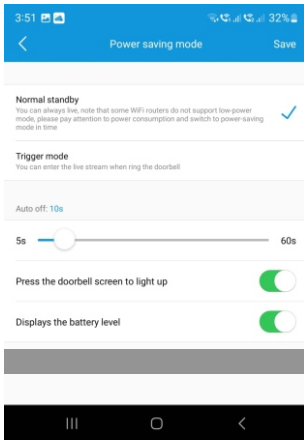 3:51 32%
Power saving mode Save
Normal standby
You can always live, note that some WiFi routers do not support low-power
mode, please pay attention to power consumption and switch to power-saving
mode in time
Trigger mode
You can enter the live stream when ring the doorbell
Auto off: 10s
5s 60s
Press the doorbell screen to light up
Displays the battery level